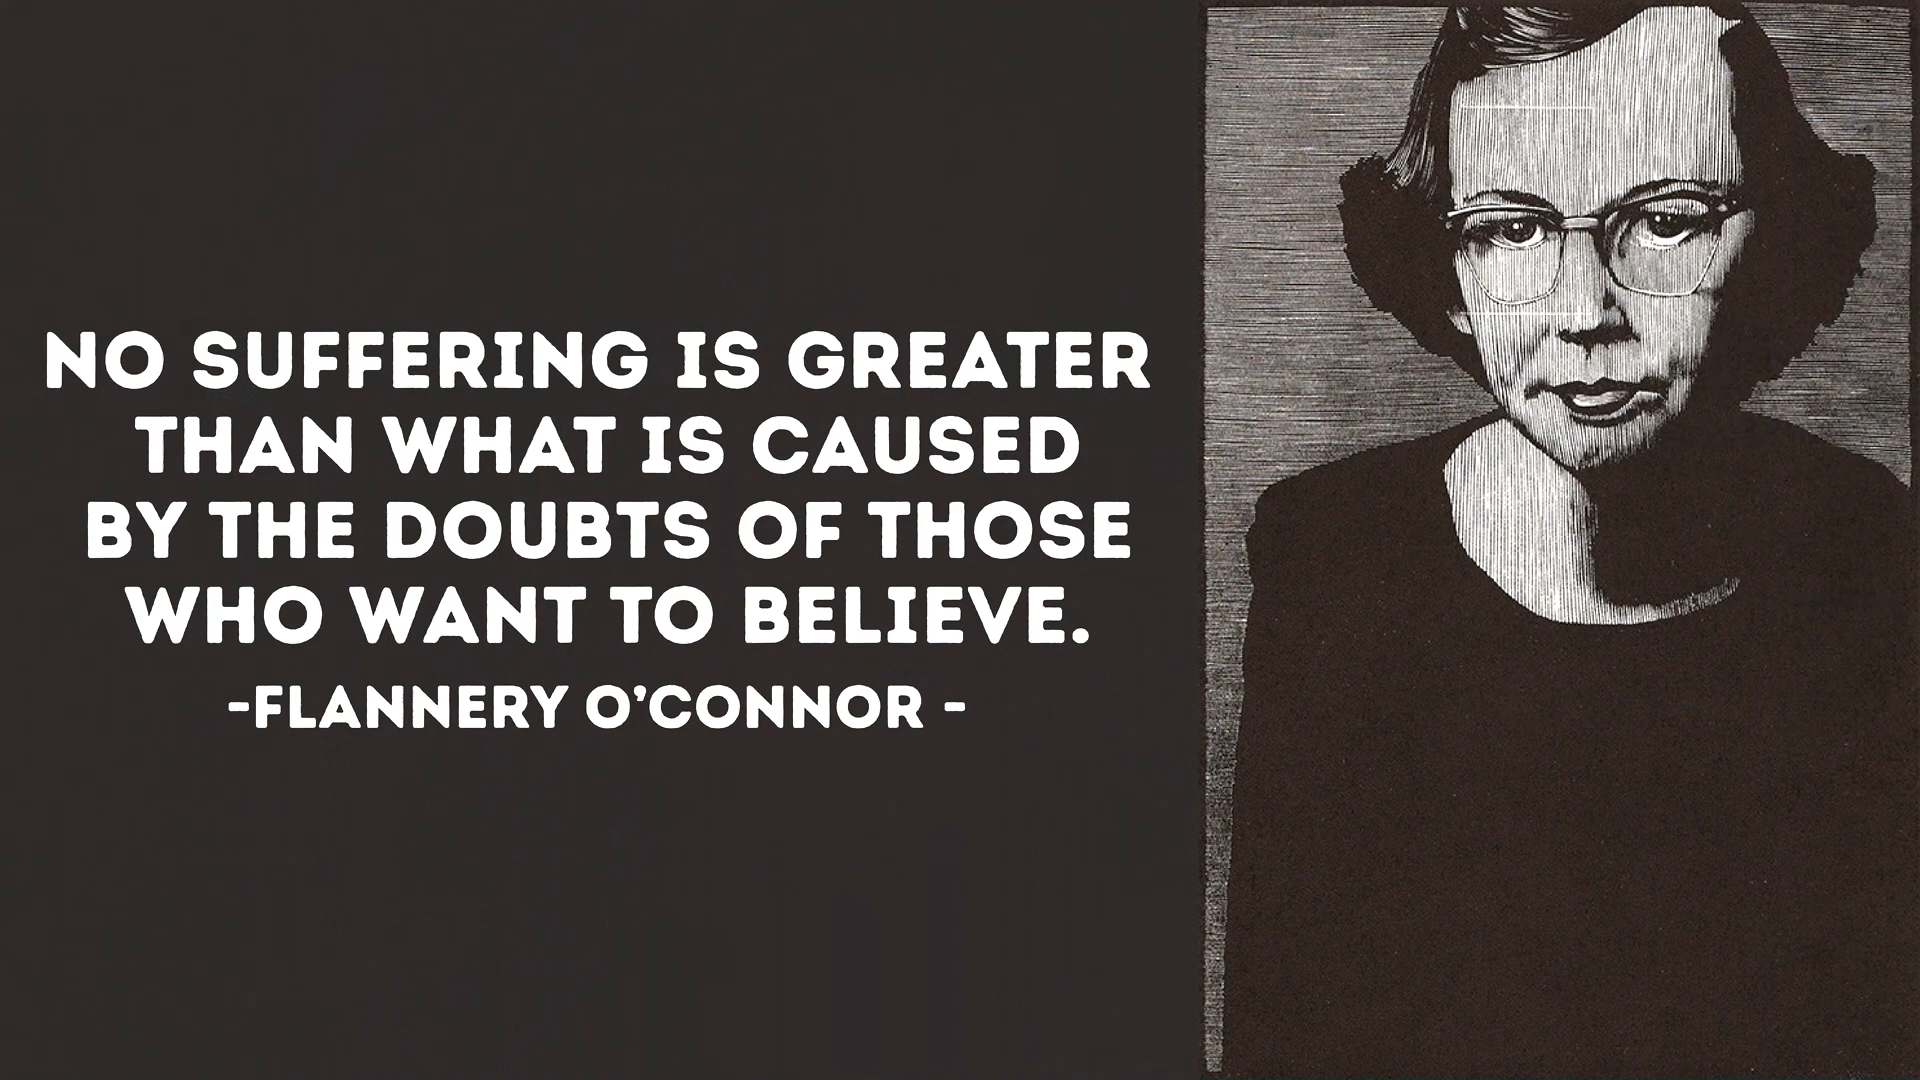 NO SUFFERING IS GREATER
THAN WHAT IS CAUSED
BY THE DOUBTS OF THOSE
WHO WANT TO BELIEVE.
-FLANNERY O’CONNOR -